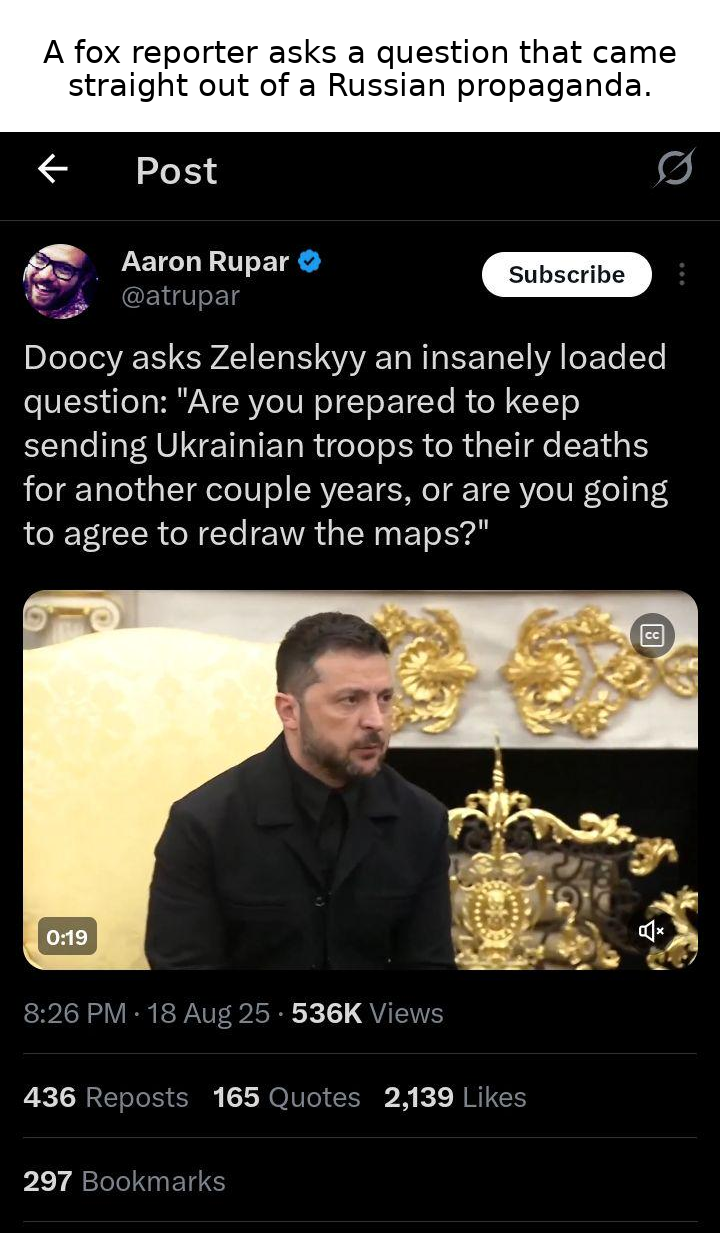 A fox reporter asks a question that came
straight out of a Russian propaganda.
Post
Aaron Rupar
@atrupar
Subscribe
Doocy asks Zelenskyy an insanely loaded
question: "Are you prepared to keep
sending Ukrainian troops to their deaths
for another couple years, or are you going
to agree to redraw the maps?"
CC
0:19
8:26 PM · 18 Aug 25 · 536K Views
436 Reposts 165 Quotes 2,139 Likes
297 Bookmarks